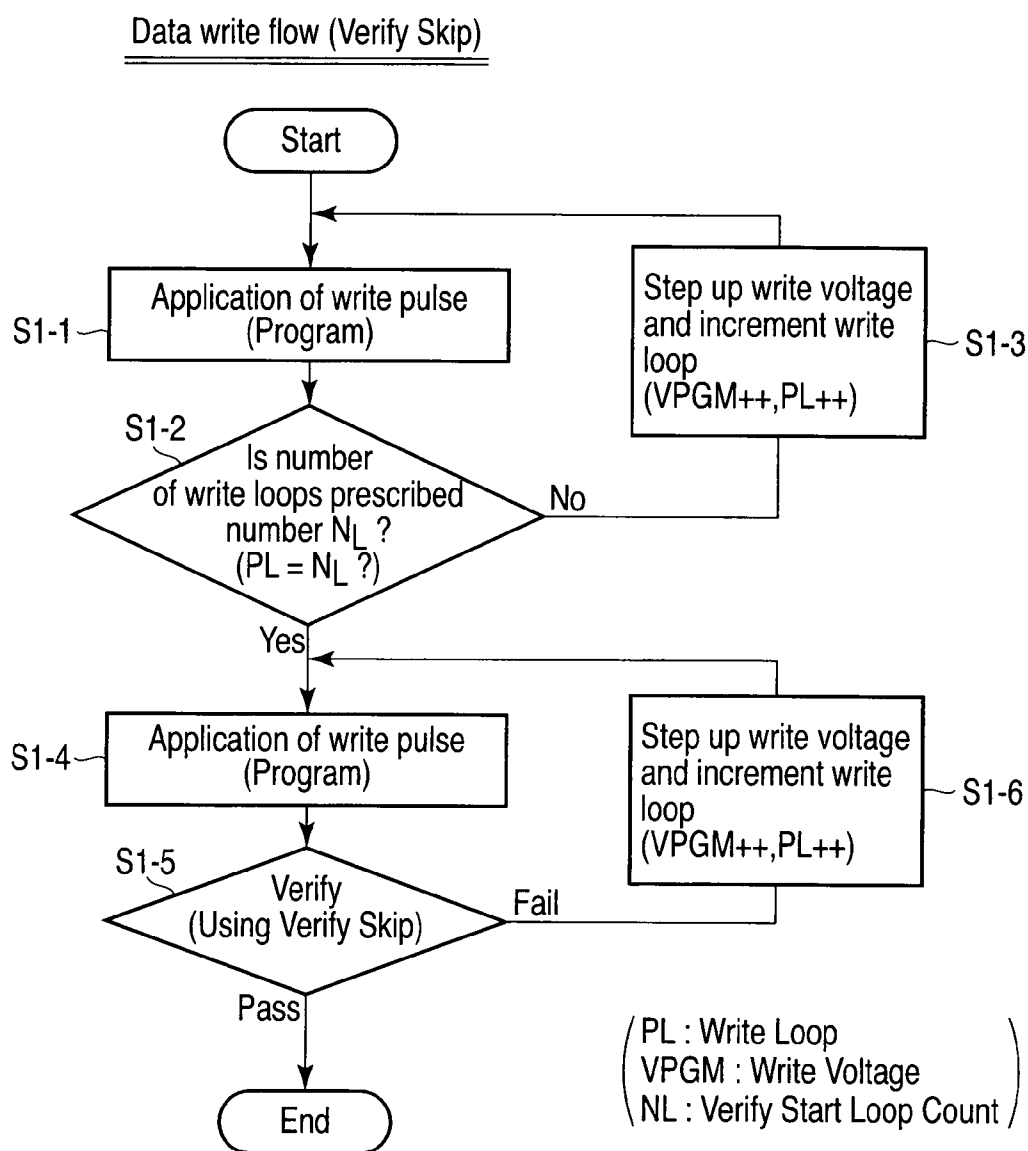 Data write flow (Verify Skip)
Start
Application of write pulse
(Program)
S1-1
Step up write voltage
and increment write
loop
(VPGM++,PL++)
S1-3
S1-2
Is number
of write loops prescribed
number NL ?
(PL = NL ?)
No
Yes
Application of write pulse
(Program)
S1-4
Step up write voltage
and increment write
loop
(VPGM++,PL++)
S1-6
S1-5
Verify
(Using Verify Skip)
Fail
Pass
End
PL : Write Loop
VPGM : Write Voltage
NL : Verify Start Loop Count